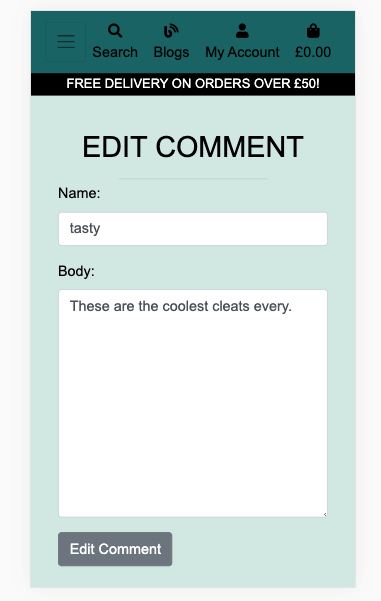 Search Blogs My Account £0.00
FREE DELIVERY ON ORDERS OVER £50!
EDIT COMMENT
Name:
tasty
Body:
These are the coolest cleats every.
Edit Comment